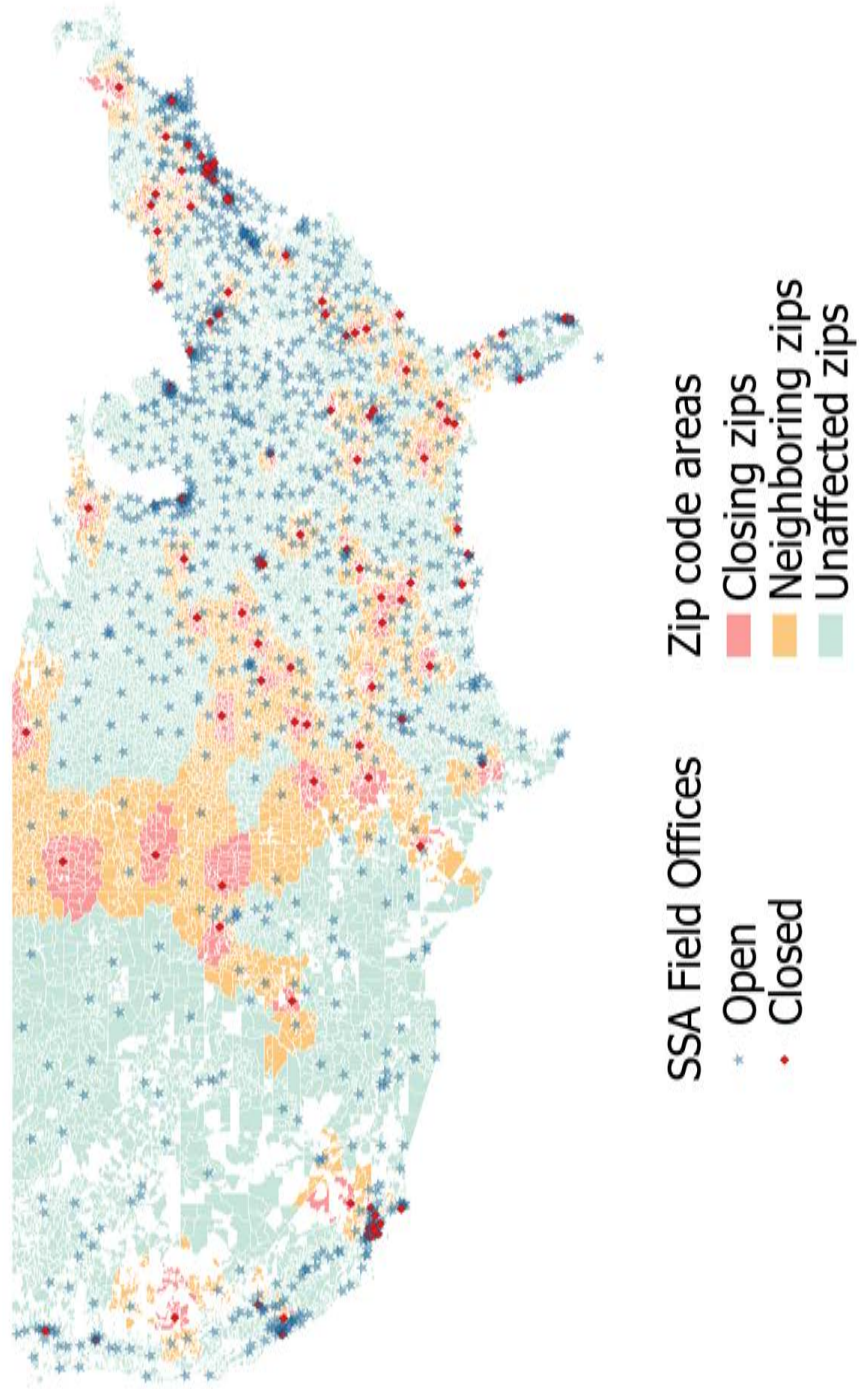 SSA Field Offices
Open
Closed
Zip code areas
Closing zips
Neighboring zips
Unaffected zips